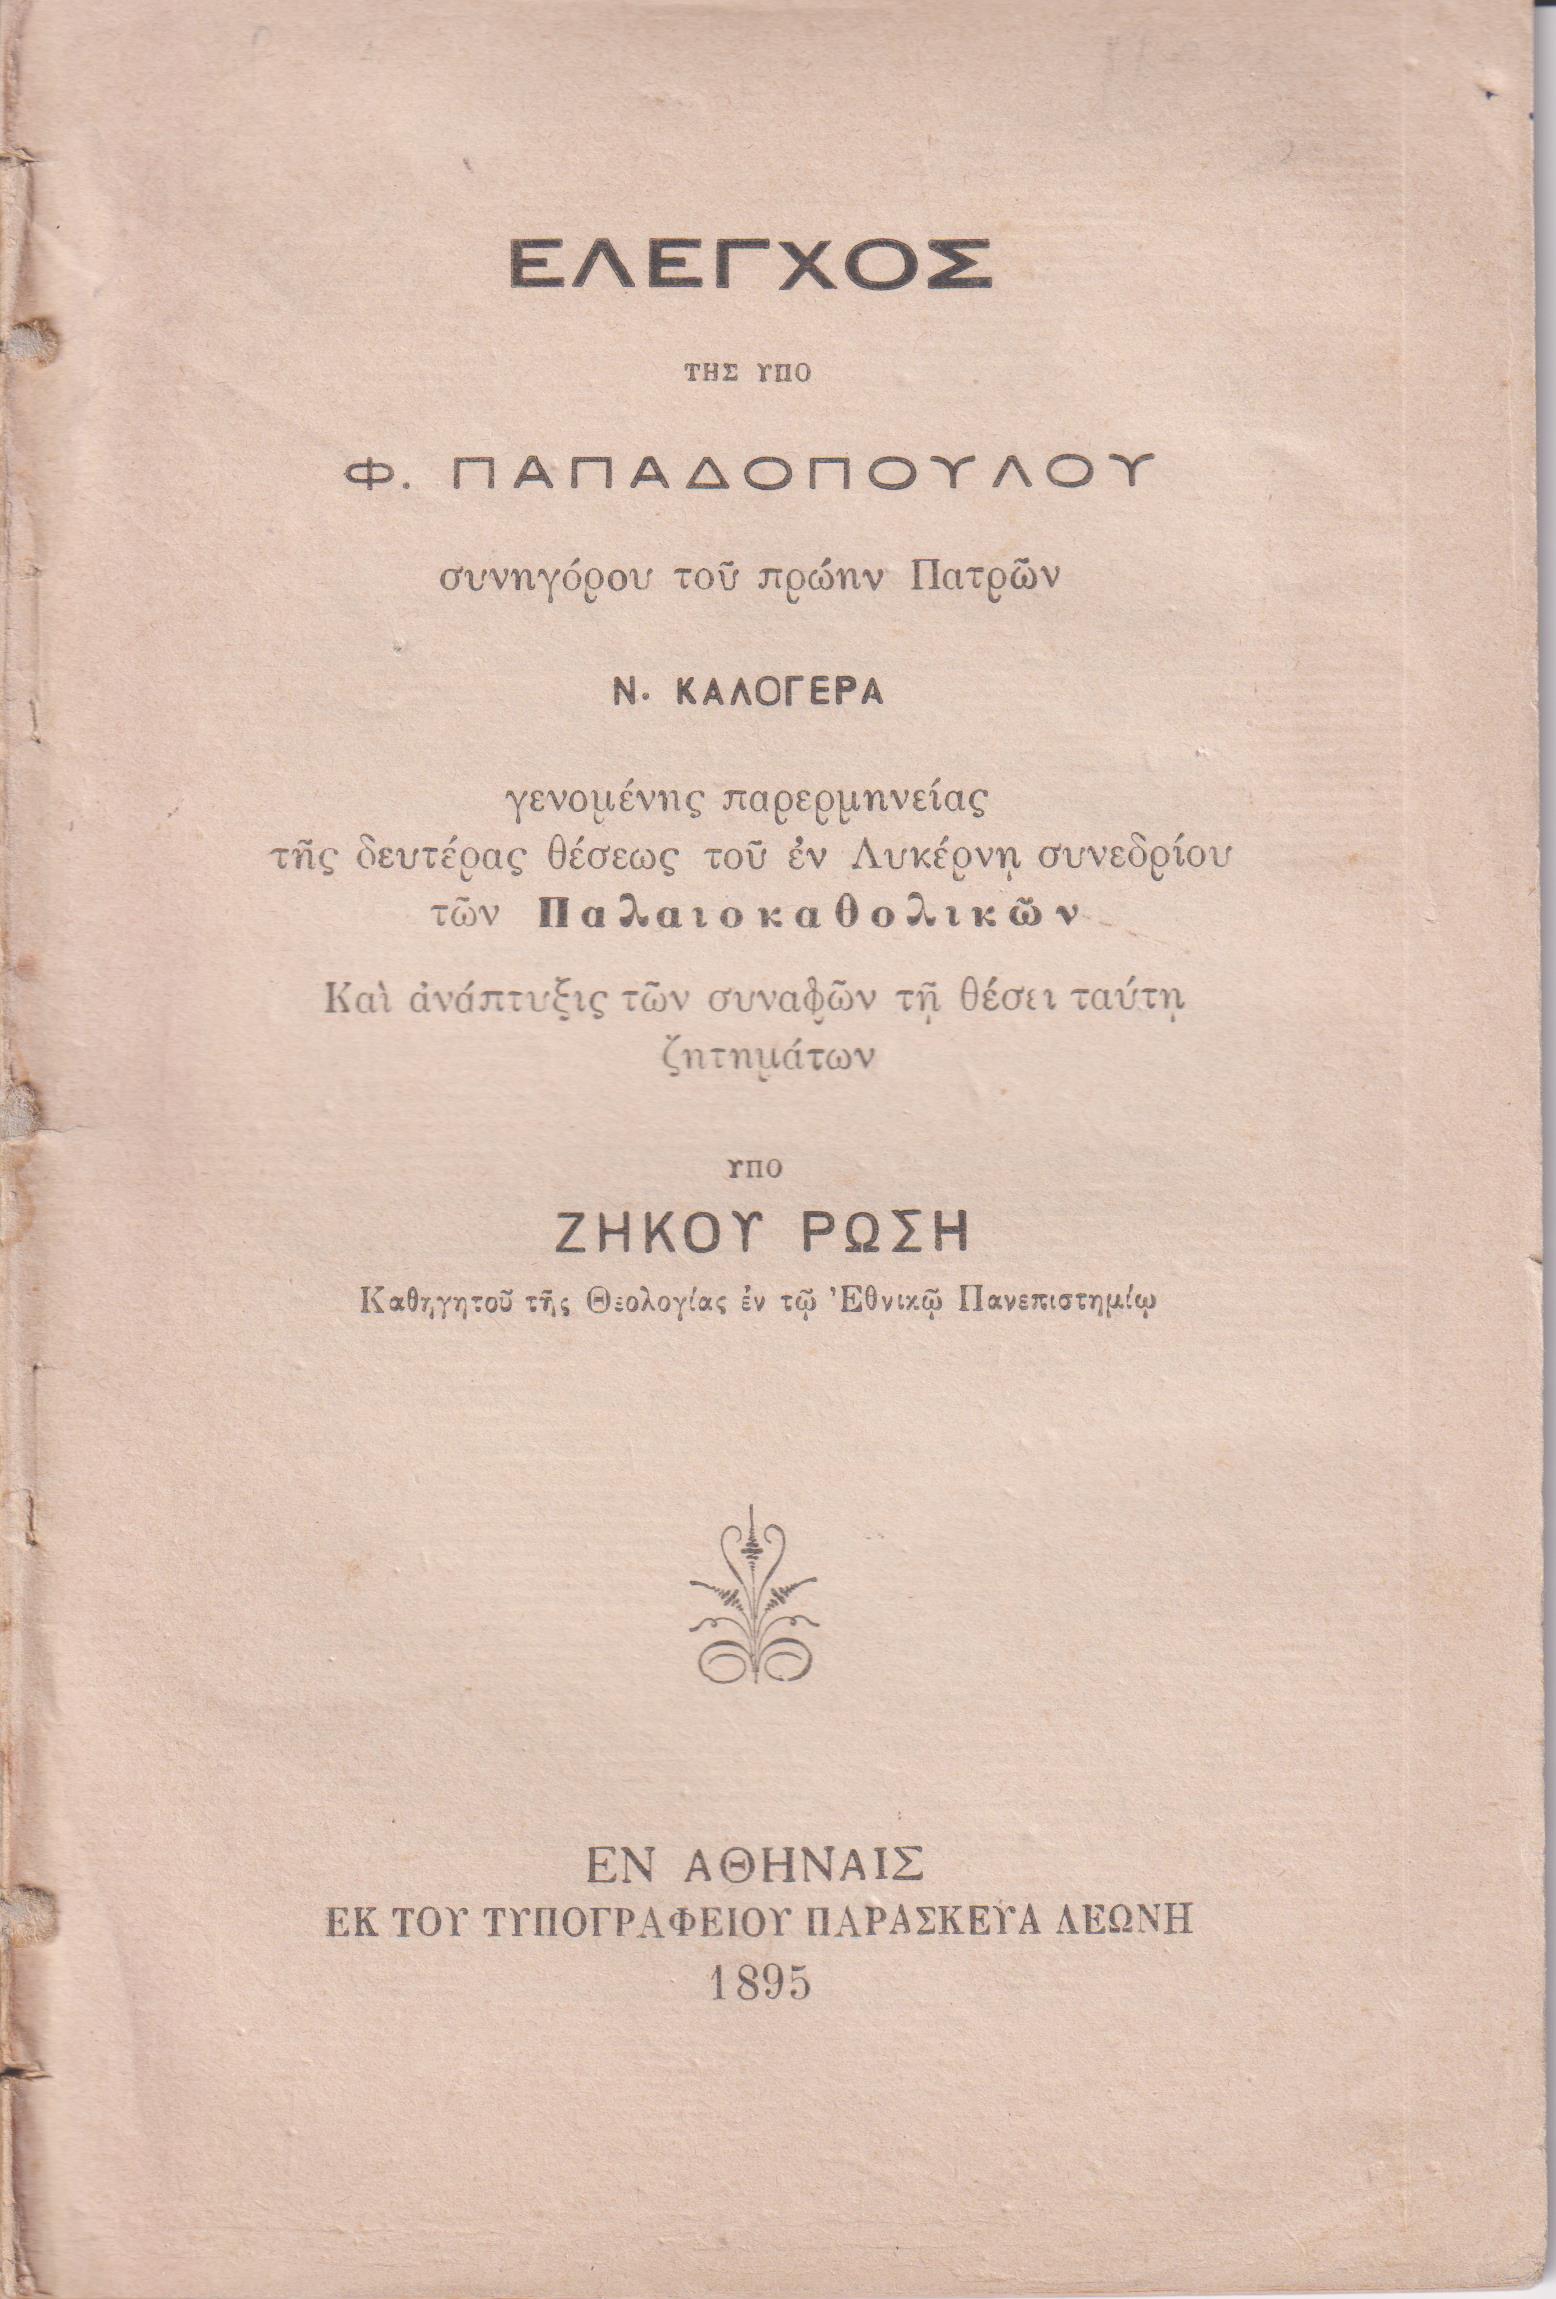 ΕΛΕΓΧΟΣ
ΤΗΣ ΥΠΟ
Φ. ΠΑΠΑΔΟΠΟΥΛΟΥ
συνηγόρου τοῦ πρώην Πατρῶν
Ν. ΚΑΛΟΓΕΡΑ
γενομένης παρερμηνείας
τῆς δευτέρας θέσεως τοῦ ἐν Λυκέρνῃ συνεδρίου
τῶν Παλαιοκαθολικῶν
Καὶ ἀνάπτυξις τῶν συναφῶν τῇ θέσει ταύτῃ
ζητημάτων
ΥΠΟ
ΖΗΚΟΥ ΡΩΣΗ
Καθηγητοῦ τῆς Θεολογίας ἐν τῷ Ἐθνικῷ Πανεπιστημίῳ
ΕΝ ΑΘΗΝΑΙΣ
ΕΚ ΤΟΥ ΤΥΠΟΓΡΑΦΕΙΟΥ ΠΑΡΑΣΚΕΥΑ ΛΕΩΝΗ
1895